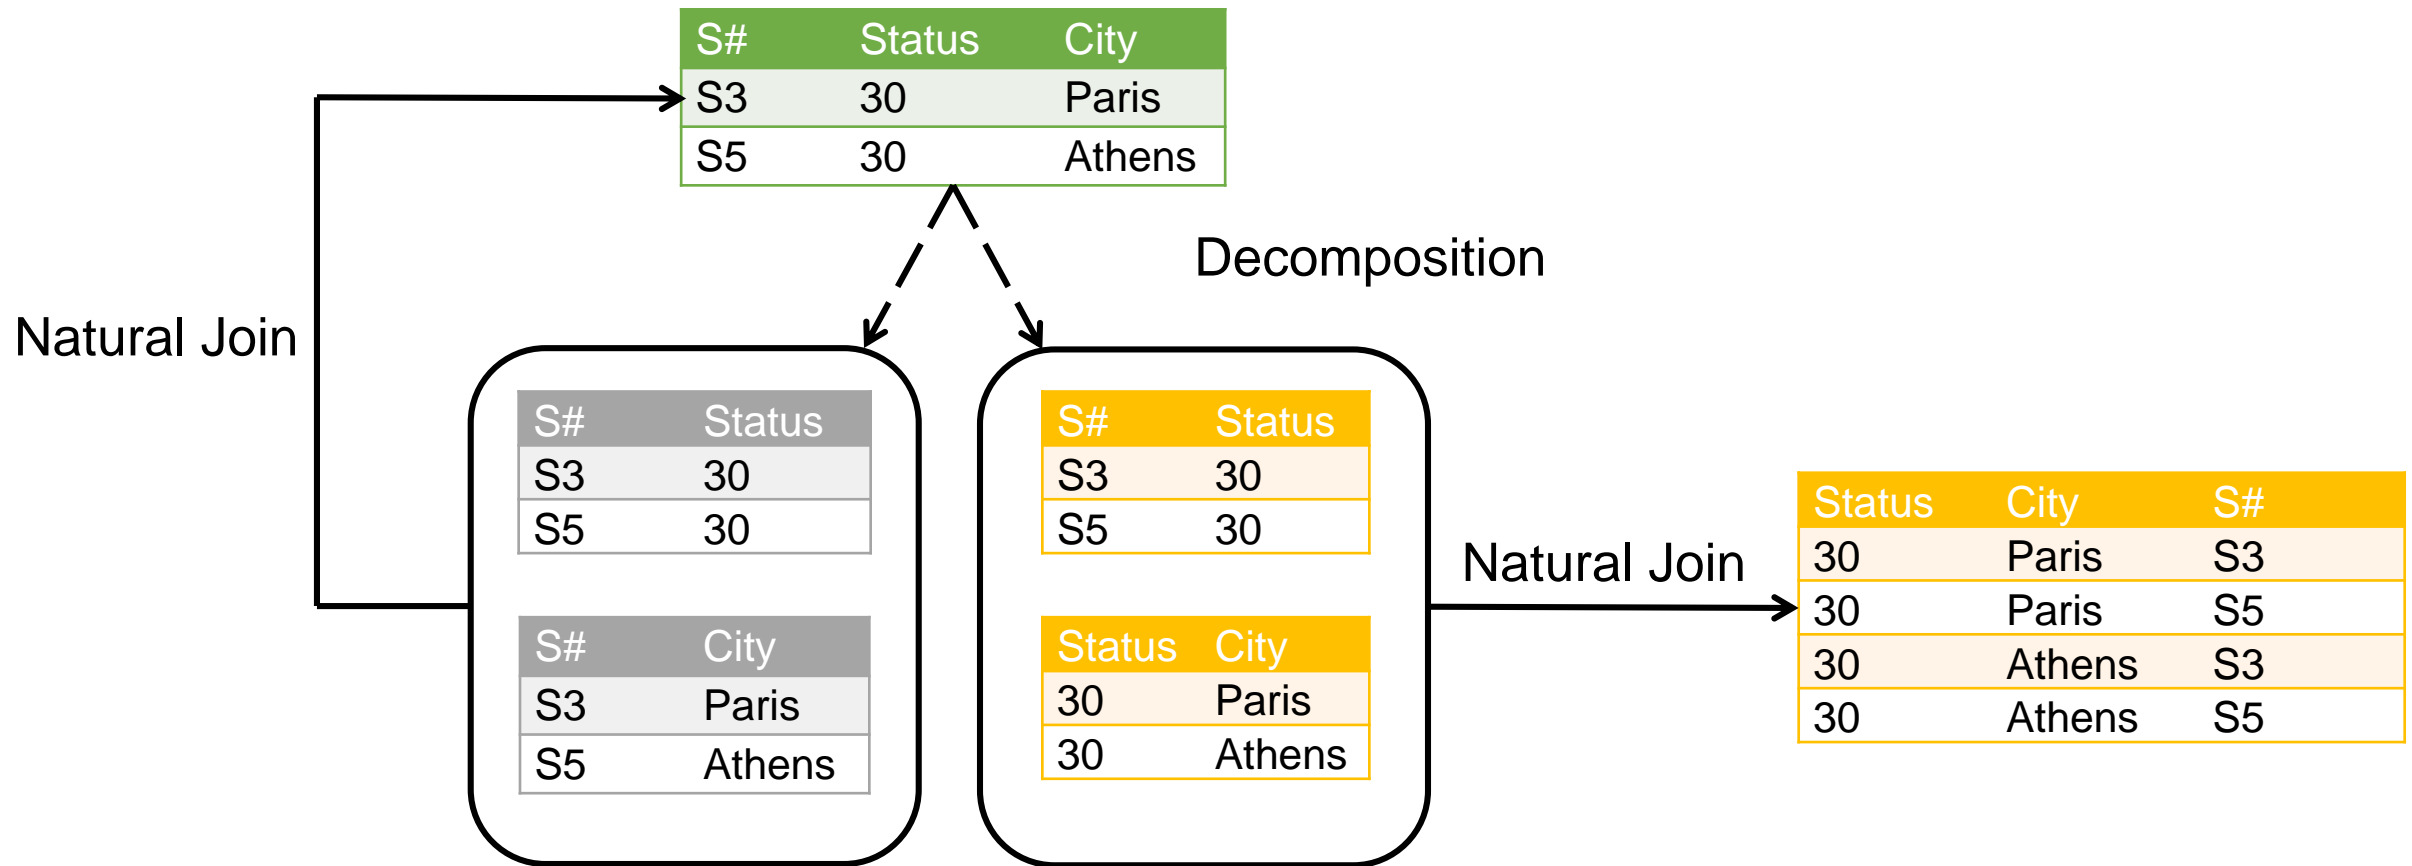 S# Status City
S3 30 Paris
S5 30 Athens
Decomposition
Natural Join
S# Status
S3 30
S5 30
S# City
S3 Paris
S5 Athens
S# Status
S3 30
S5 30
Status City
30 Paris
30 Athens
Natural Join
Status City S#
30 Paris S3
30 Paris S5
30 Athens S3
30 Athens S5